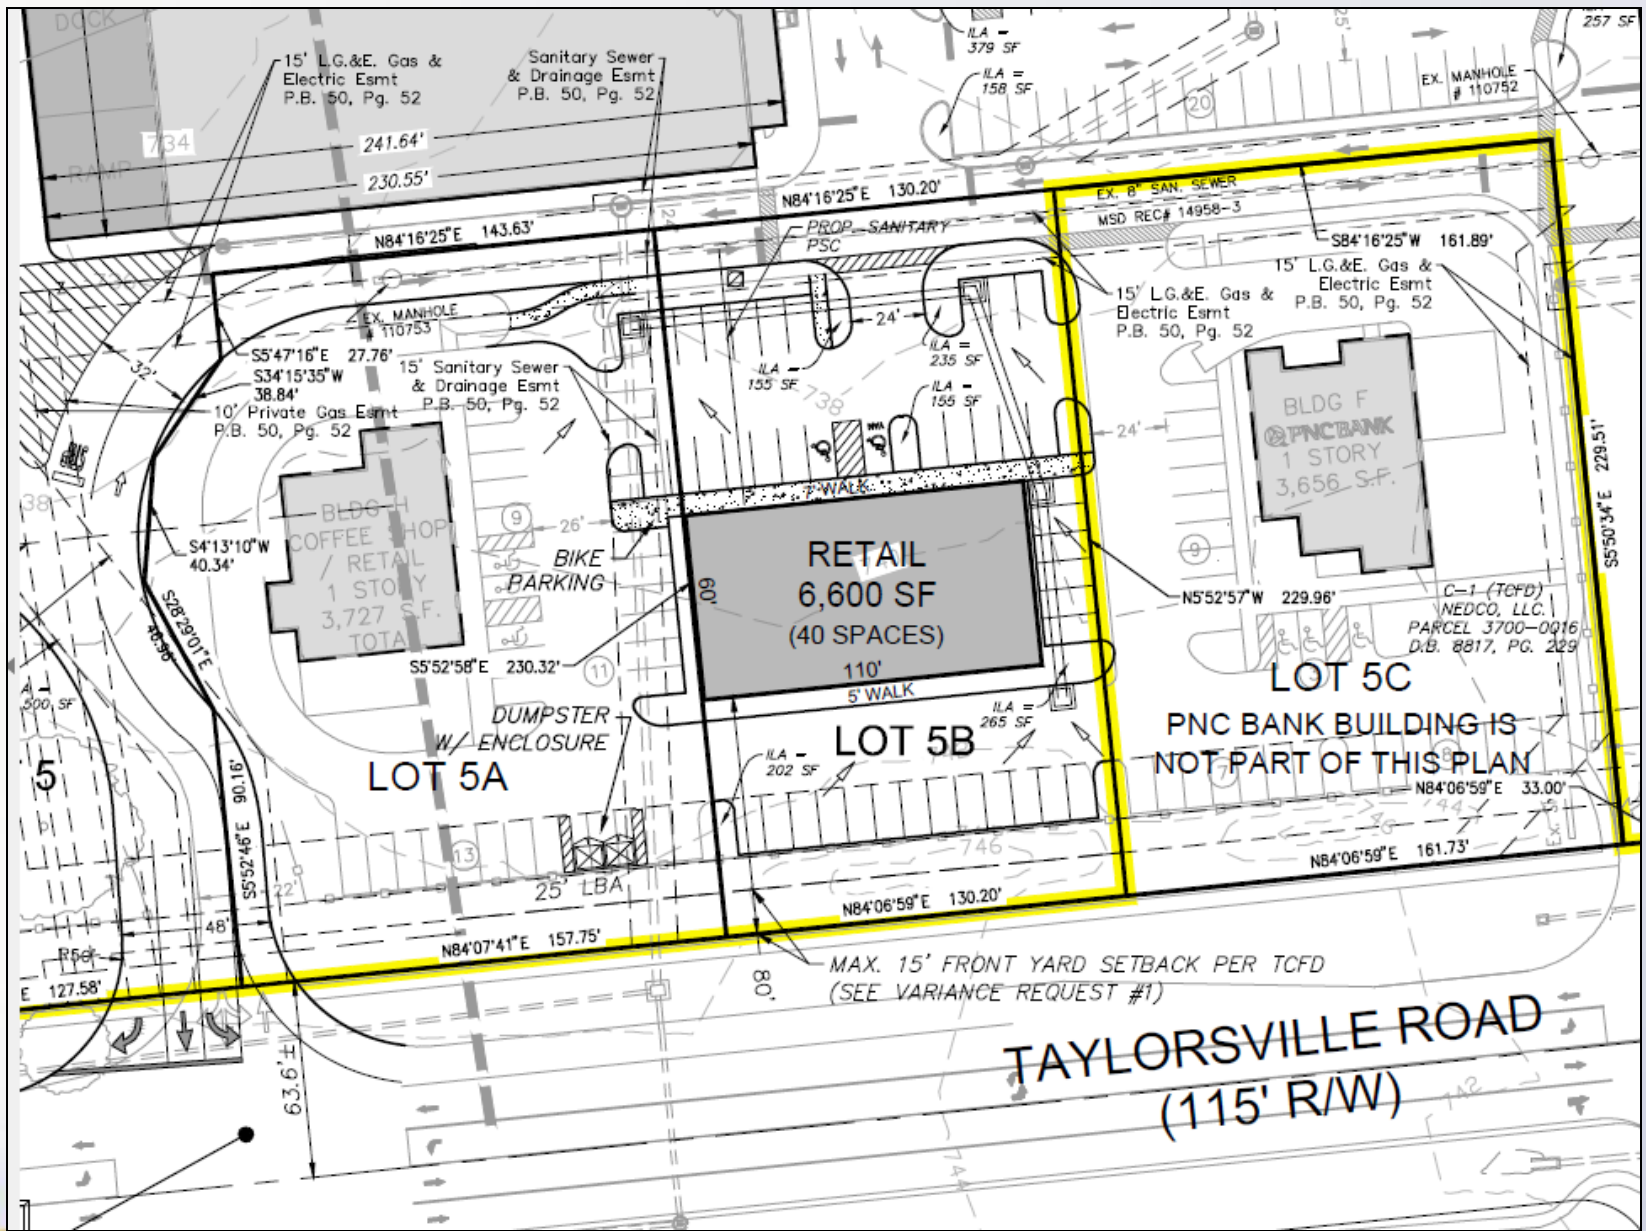 DOCK
15' L.G.&E. Gas &
Electric Esmt
P.B. 50, Pg. 52
Sanitary Sewer
& Drainage Esmt
P.B. 50, Pg. 52
734
RAMP
241.64'
230.55'
ILA =
379 SF
ILA =
158 SF
25'
257 SF
EX. MANHOLE
# 110752
20
N84°16'25"E 143.63'
24'
N84°16'25"E 130.20'
PROP. SANITARY
PSC
EX. 8" SAN. SEWER
MSD REC# 14958-3
S84°16'25"W 161.89'
15' L.G.&E. Gas &
Electric Esmt
P.B. 50, Pg. 52
15' L.G.&E. Gas &
Electric Esmt
P.B. 50, Pg. 52
EX. MANHOLE
# 110753
32'
S5°47'16"E 27.76'
S34°15'35"W
38.84'
10' Private Gas Esmt
P.B. 50, Pg. 52
15' Sanitary Sewer
& Drainage Esmt
P.B. 50, Pg. 52
ILA =
155 SF
24'
ILA =
235 SF
ILA =
155 SF
738
24'
BLDG F
PNCBANK
1 STORY
3,656 S.F.
S5°50'34"E 229.51'
38
7' WALK
BLDG H
COFFEE SHOP
/ RETAIL
1 STORY
3,727 S.F.
TOTAL
9
26'
BIKE
PARKING
S4°13'10"W
40.34'
S28°29'01"E
46.96'
RETAIL
6,600 SF
(40 SPACES)
60'
110'
5' WALK
9
N5°52'57"W 229.96'
C-1 (TCFD)
NEDCO, LLC.
PARCEL 3700-0016
D.B. 8817, PG. 229
S5°52'58"E 230.32'
11
500 SF
DUMPSTER
W/ ENCLOSURE
ILA =
265 SF
LOT 5A
LOT 5B
LOT 5C
PNC BANK BUILDING IS
NOT PART OF THIS PLAN
5
ILA =
202 SF
7
8
N84°06'59"E 33.00'
744
S5°52'46"E 90.16'
13
746
N84°06'59"E 161.73'
22'
25' LBA
48'
N84°06'59"E 130.20'
N84°07'41"E 157.75'
E 127.58'
80'
MAX. 15' FRONT YARD SETBACK PER TCFD
(SEE VARIANCE REQUEST #1)
63.6'±
TAYLORSVILLE ROAD
(115' R/W)
742
744